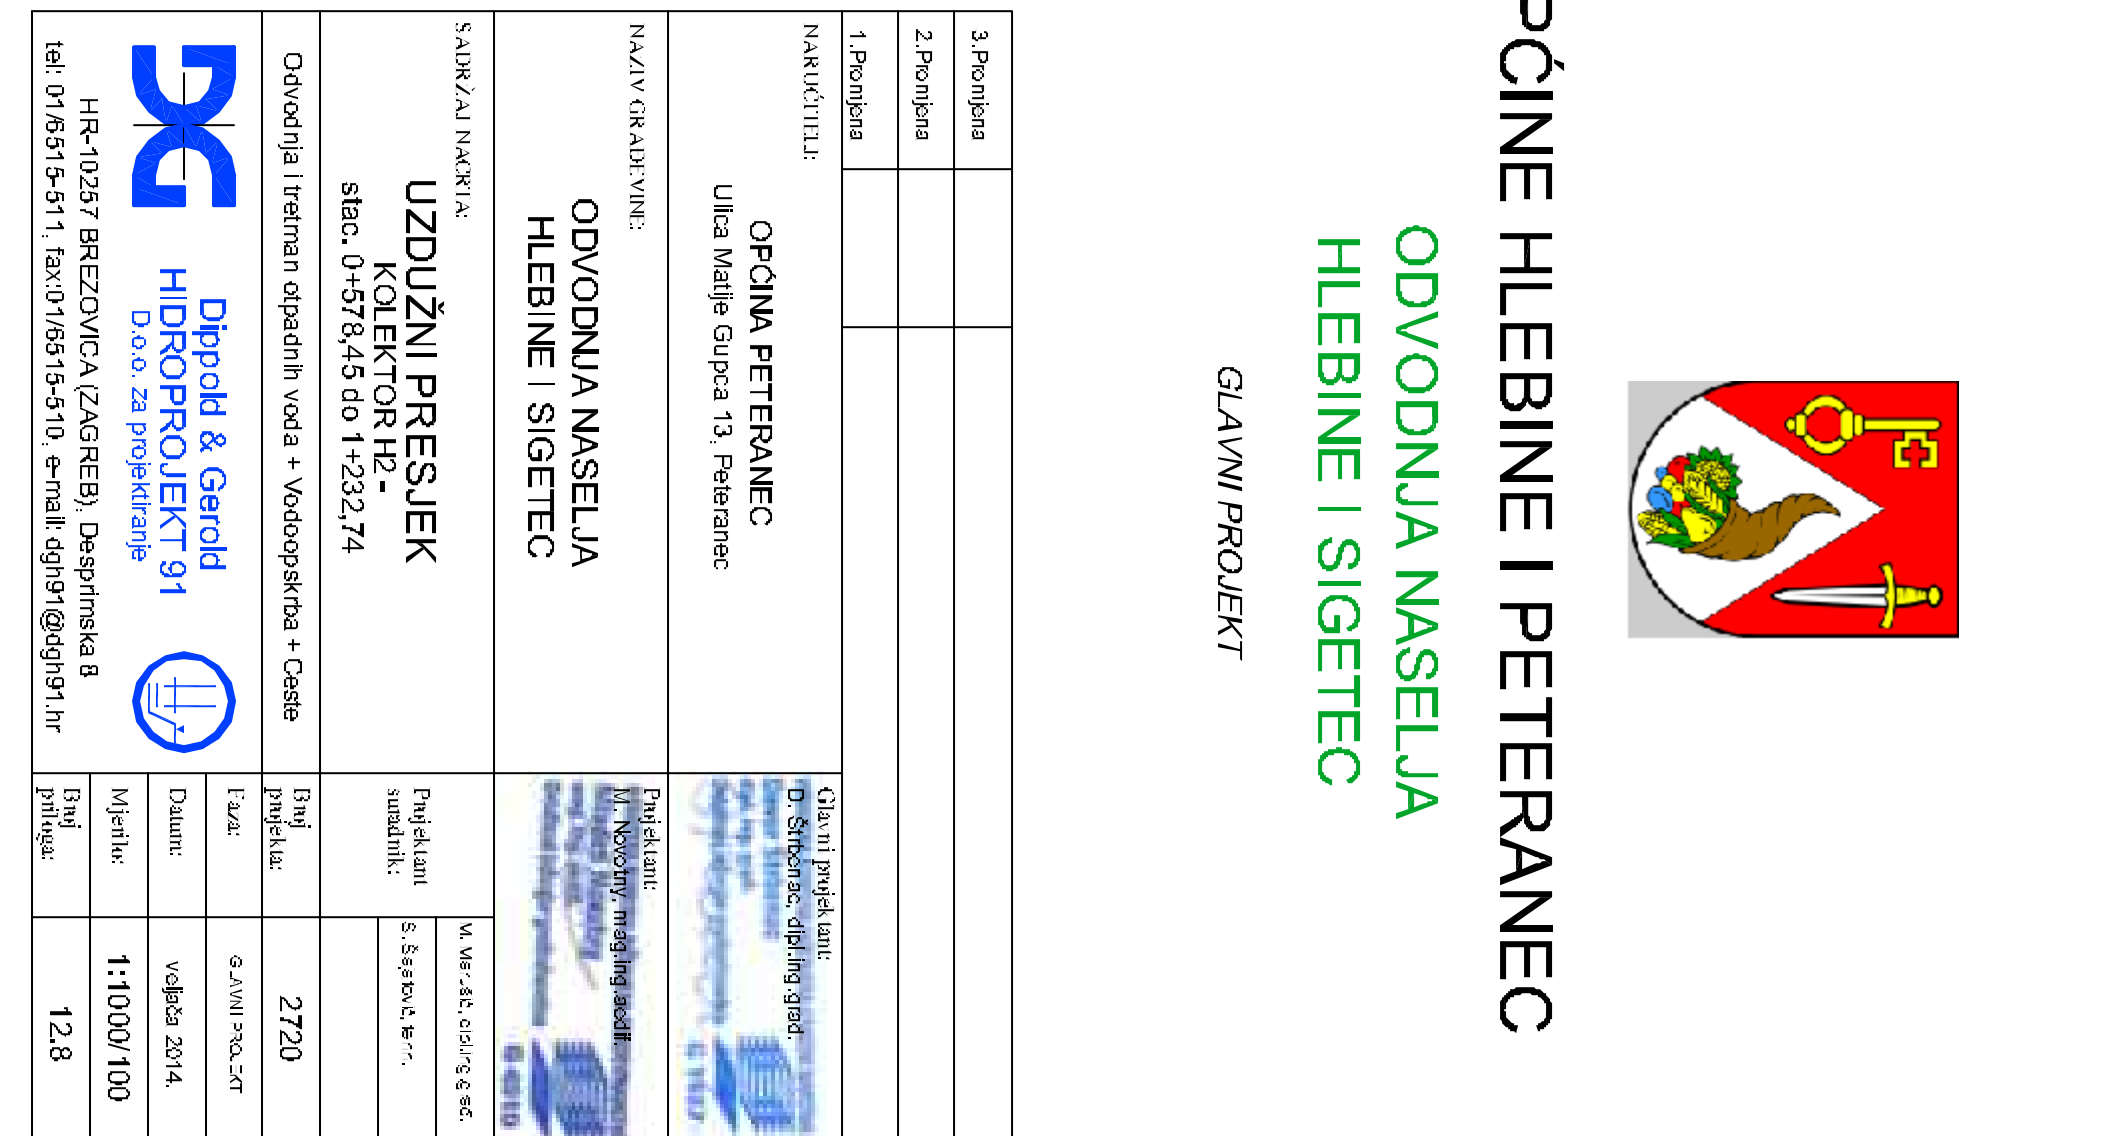 PĆINE HLEBINE I PETERANEC
ODVODNJA NASELJA
HLEBINE I SIGETEC
GLAVNI PROJEKT
3.Promjena
2.Promjena
1.Promjena
NARUČITELJ:
OPĆINA PETERANEC
Ulica Matije Gupca 13, Peteranec
Glavni projektant:
D. Štrbenac, dipl.ing.građ.
NAZIV GRAĐEVINE:
ODVODNJA NASELJA
HLEBINE I SIGETEC
Projektant:
M. Novotny, mag.ing.aedif.
SADRŽAJ NACRTA:
UZDUŽNI PRESJEK
KOLEKTOR H2 -
stac. 0+578,45 do 1+232,74
Projektant
suradnik:
Odvodnja i tretman otpadnih voda + Vodoopskrba + Ceste
Broj
projekta:
2720
Dippold & Gerold
HIDROPROJEKT 91
D.o.o. za projektiranje
HR-10257 BREZOVICA (ZAGREB), Desprimska 8
tel: 01/6515-511, fax:01/6515-510, e-mail: dgh91@dgh91.hr
Faza:
GLAVNI PROJEKT
Datum:
veljača 2014.
Mjerilo:
1:1000/100
Broj
priloga:
12.8